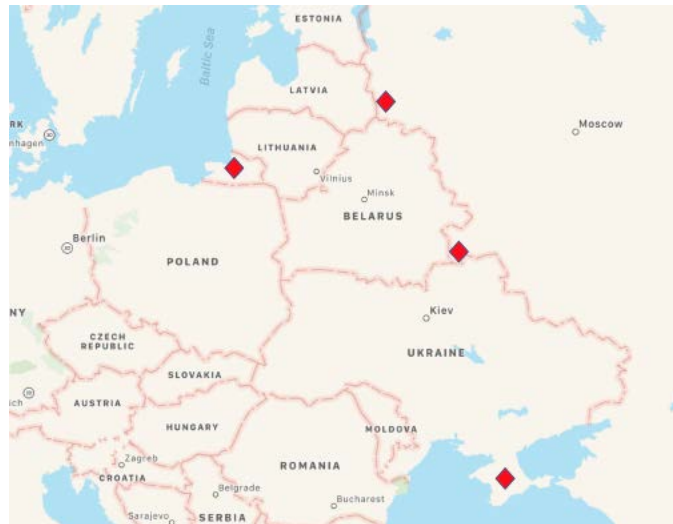 ESTONIA
Baltic Sea
LATVIA
RK
nhagen
Moscow
LITHUANIA
Vilnius
Minsk
BELARUS
Berlin
POLAND
NY
Kiev
CZECH
REPUBLIC
UKRAINE
SLOVAKIA
ich
AUSTRIA
HUNGARY
MOLDOVA
Zagreb
CROATIA
ROMANIA
Belgrade
Bucharest
Sarajevo
SERBIA